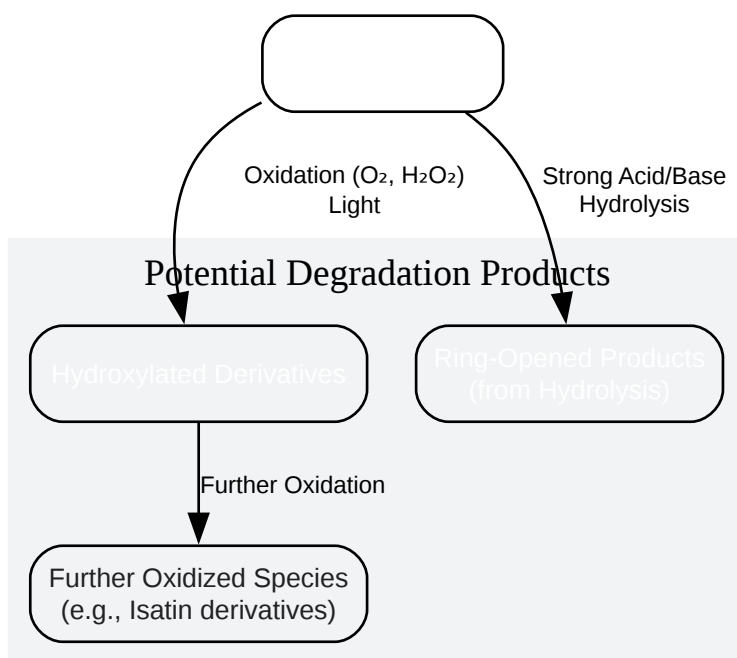 Oxidation (O₂, H₂O₂)
Light
Strong Acid/Base
Hydrolysis
Potential Degradation Products
Hydroxylated Derivatives
Ring-Opened Products
(from Hydrolysis)
Further Oxidation
Further Oxidized Species
(e.g., Isatin derivatives)